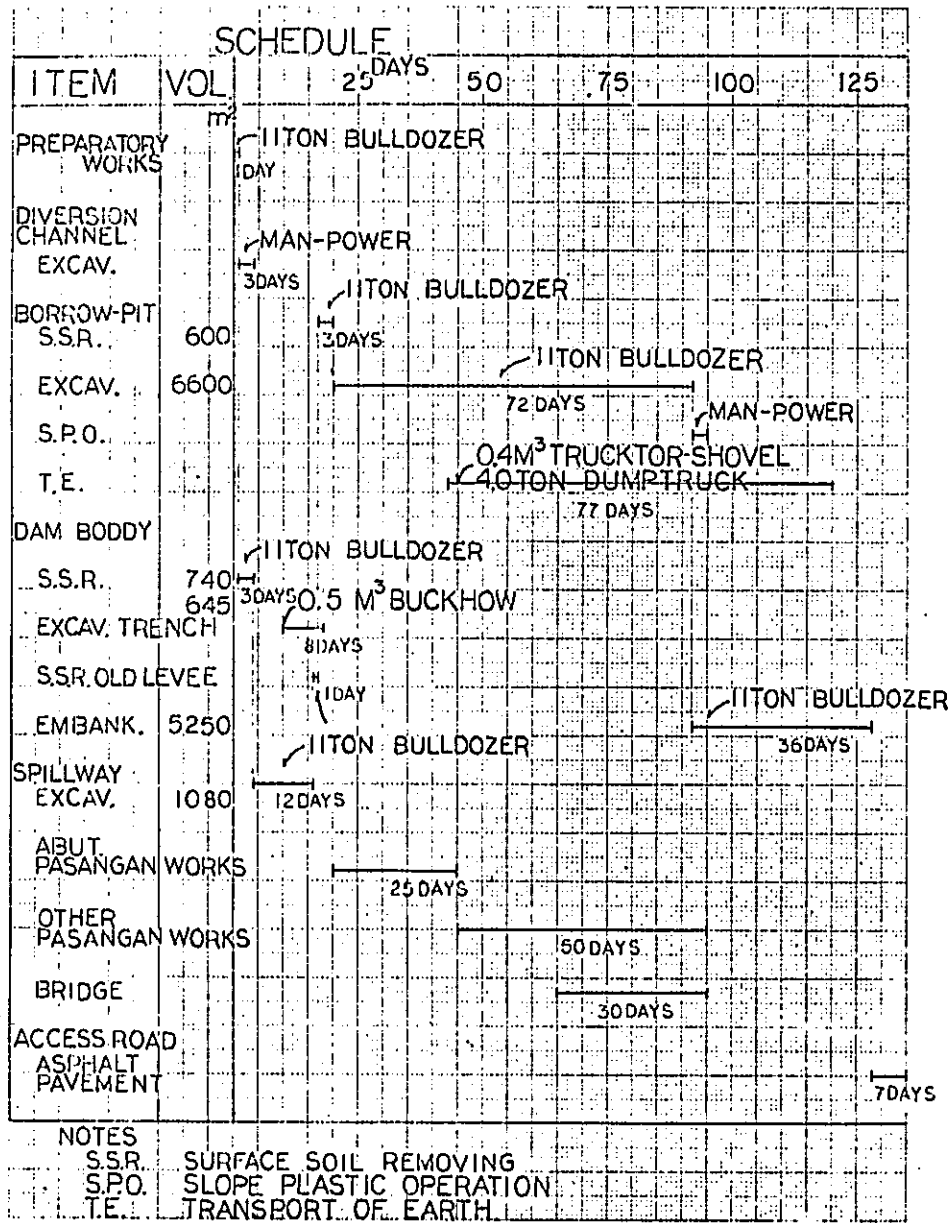 SCHEDULE
ITEM VOL. m³ DAYS 25 50 75 100 125
PREPARATORY WORKS
11TON BULLDOZER
1DAY
DIVERSION CHANNEL
EXCAV.
MAN-POWER
3DAYS
BORROW-PIT
S.S.R. 600
11TON BULLDOZER
3DAYS
EXCAV. 6600
11TON BULLDOZER
72 DAYS
S.P.O.
MAN-POWER
T.E.
0.4M³ TRUCKTOR-SHOVEL
4.0TON DUMPTRUCK
77 DAYS
DAM BODDY
S.S.R. 740
11TON BULLDOZER
3DAYS
EXCAV. TRENCH 645
0.5 M³ BUCKHOW
8DAYS
S.S.R. OLD LEVEE
1DAY
EMBANK. 5250
11TON BULLDOZER
36DAYS
SPILLWAY
EXCAV. 1080
11TON BULLDOZER
12DAYS
ABUT.
PASANGAN WORKS
25 DAYS
OTHER
PASANGAN WORKS
50 DAYS
BRIDGE
30 DAYS
ACCESS ROAD
ASPHALT
PAVEMENT
7DAYS
NOTES
S.S.R. SURFACE SOIL REMOVING
S.P.O. SLOPE PLASTIC OPERATION
T.E. TRANSPORT OF EARTH